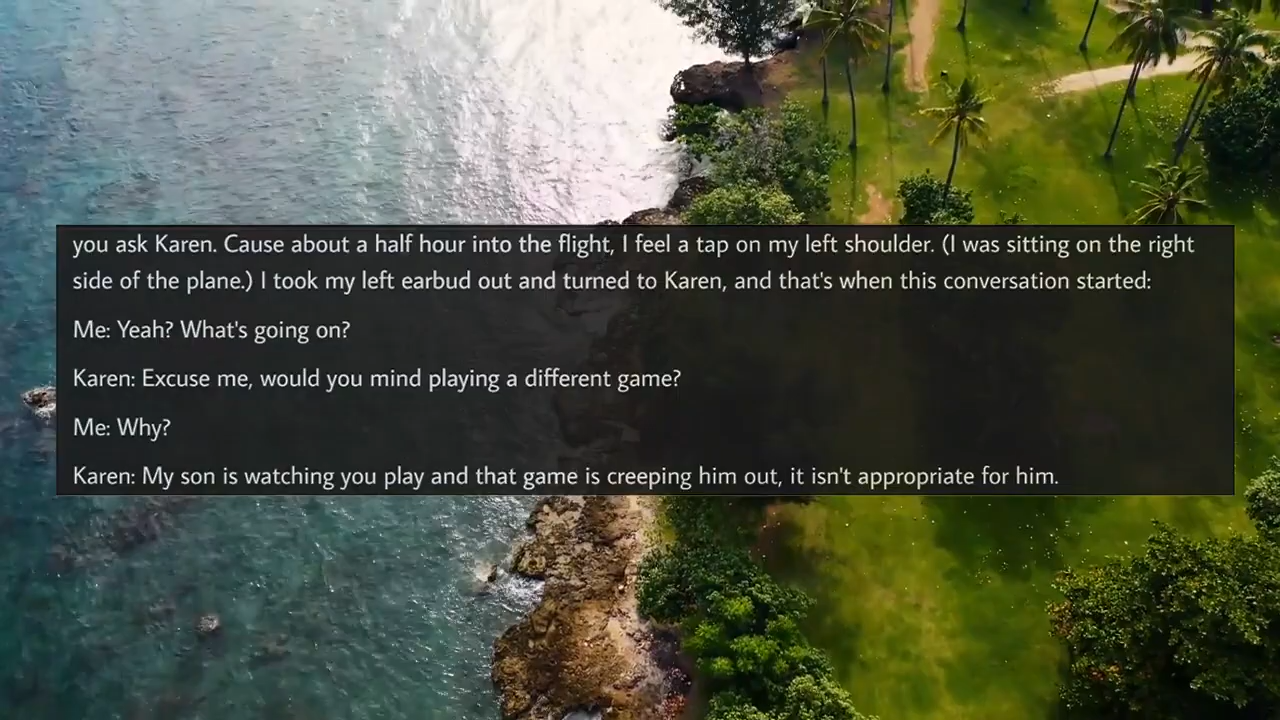 you ask Karen. Cause about a half hour into the flight, I feel a tap on my left shoulder. (I was sitting on the right
side of the plane.) I took my left earbud out and turned to Karen, and that's when this conversation started:
Me: Yeah? What's going on?
Karen: Excuse me, would you mind playing a different game?
Me: Why?
Karen: My son is watching you play and that game is creeping him out, it isn't appropriate for him.